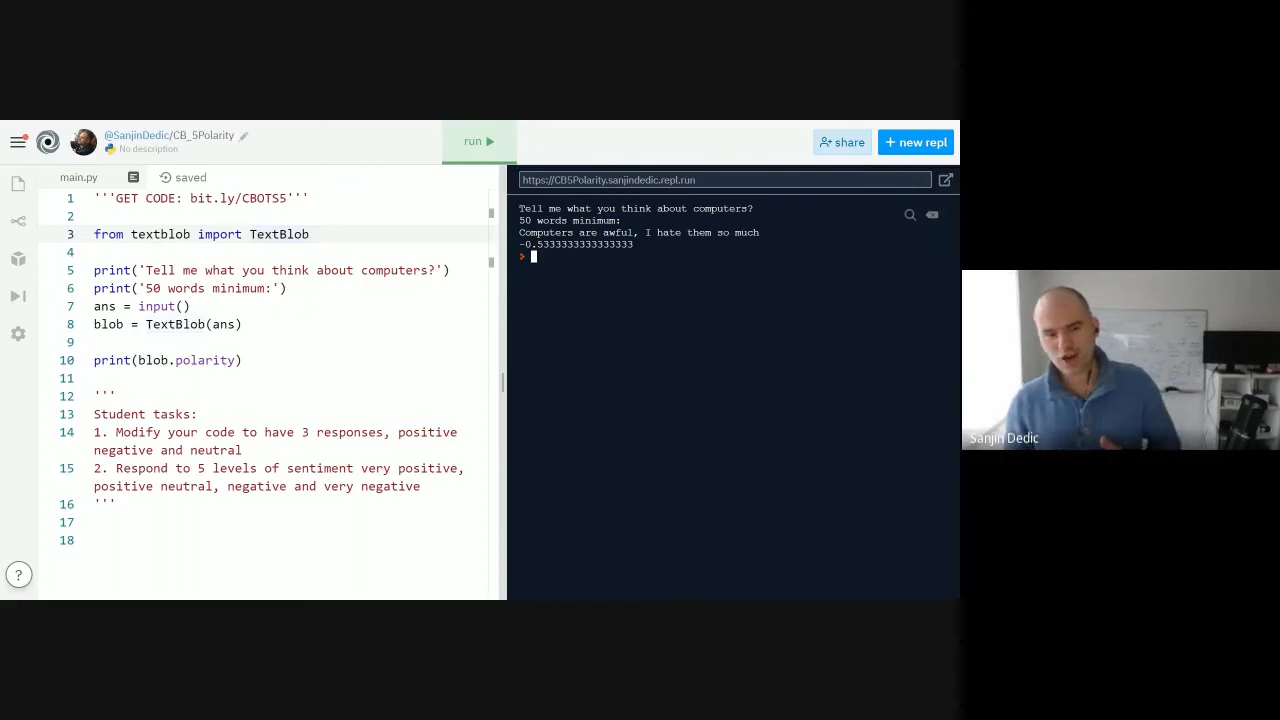 @SanjinDedic/CB_5Polarity
No description
run
share
+ new repl
main.py
saved
1 '''GET CODE: bit.ly/CBOTS5'''
2
3 from textblob import TextBlob
4
5 print('Tell me what you think about computers?')
6 print('50 words minimum:')
7 ans = input()
8 blob = TextBlob(ans)
9
10 print(blob.polarity)
11
12 '''
13 Student tasks:
14 1. Modify your code to have 3 responses, positive
negative and neutral
15 2. Respond to 5 levels of sentiment very positive,
positive neutral, negative and very negative
16 '''
17
18
?
https://CB5Polarity.sanjindedic.repl.run
Tell me what you think about computers?
50 words minimum:
Computers are awful, I hate them so much
-0.5333333333333333
Sanjin Dedic